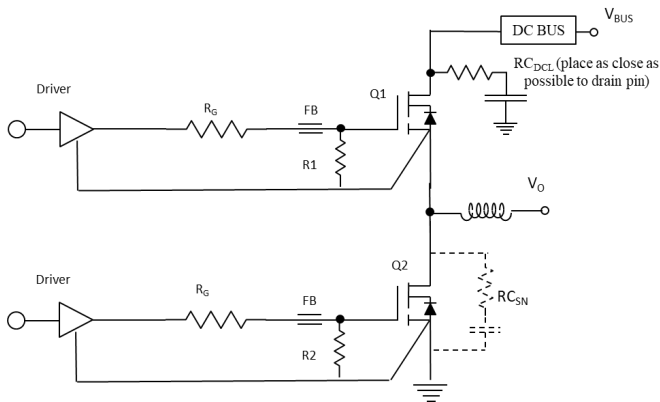 V_BUS
DC BUS
RC_DCL (place as close as
possible to drain pin)
Driver
Q1
R_G
FB
R1
V_O
Driver
Q2
R_G
FB
RC_SN
R2